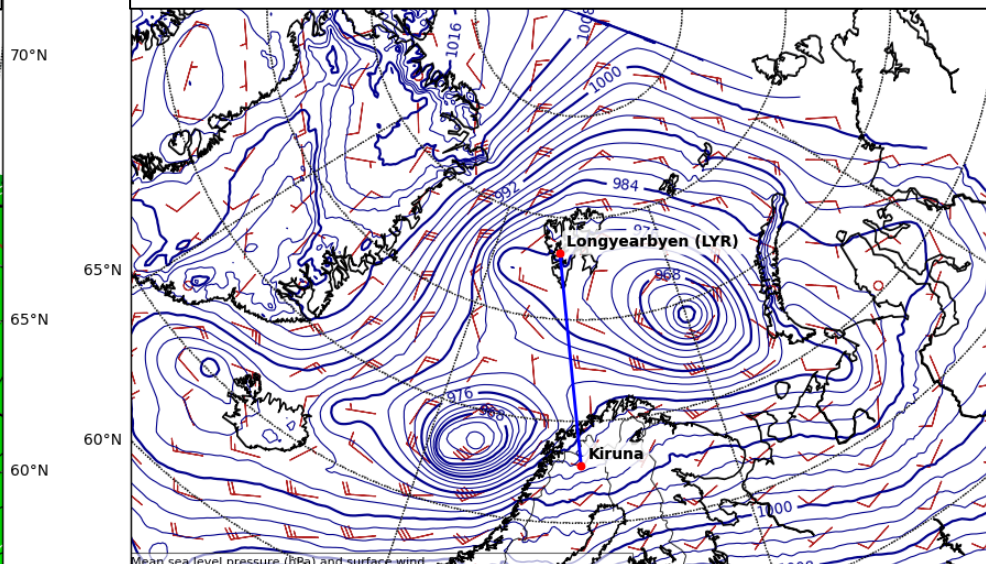 70°N
65°N
65°N
60°N
60°N
1016
1000
992
984
Longyearbyen (LYR)
968
976
968
Kiruna
1000
Mean sea level pressure (hPa) and surface wind